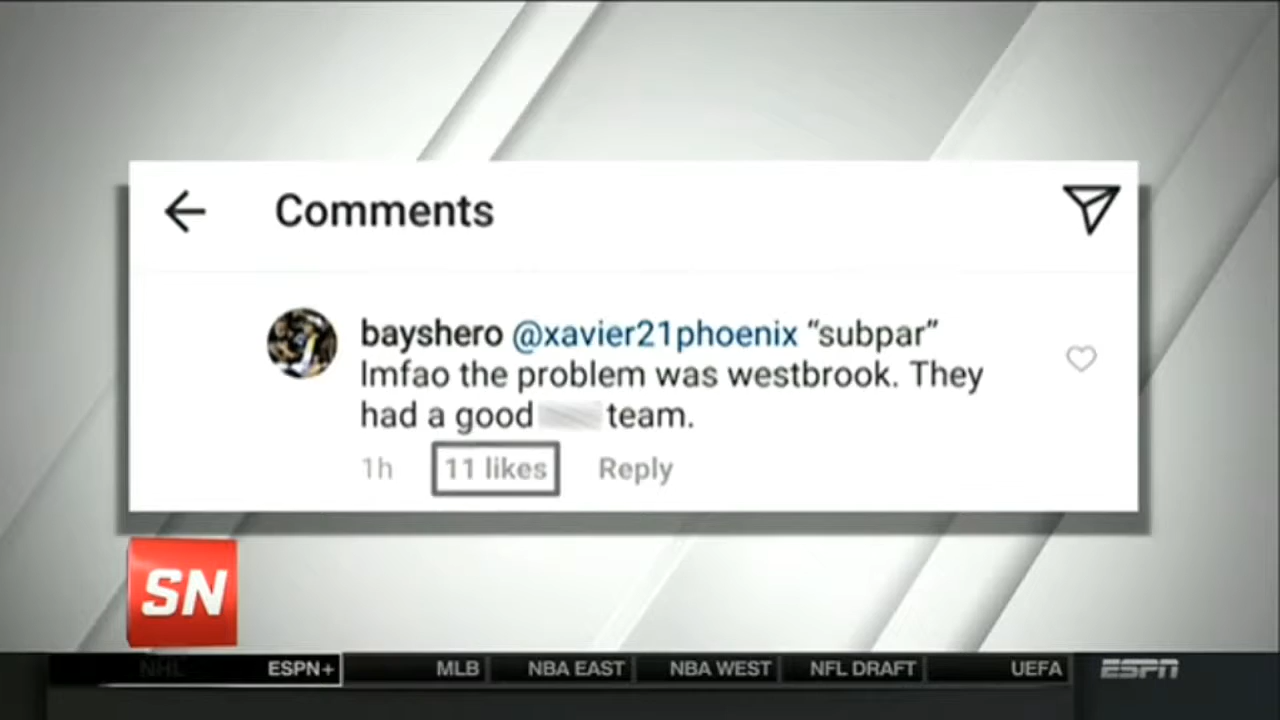 Comments
bayshero @xavier21phoenix “subpar”
lmfao the problem was westbrook. They
had a good team.
1h 11 likes Reply
SN
NHL ESPN+ MLB NBA EAST NBA WEST NFL DRAFT UEFA ESPN